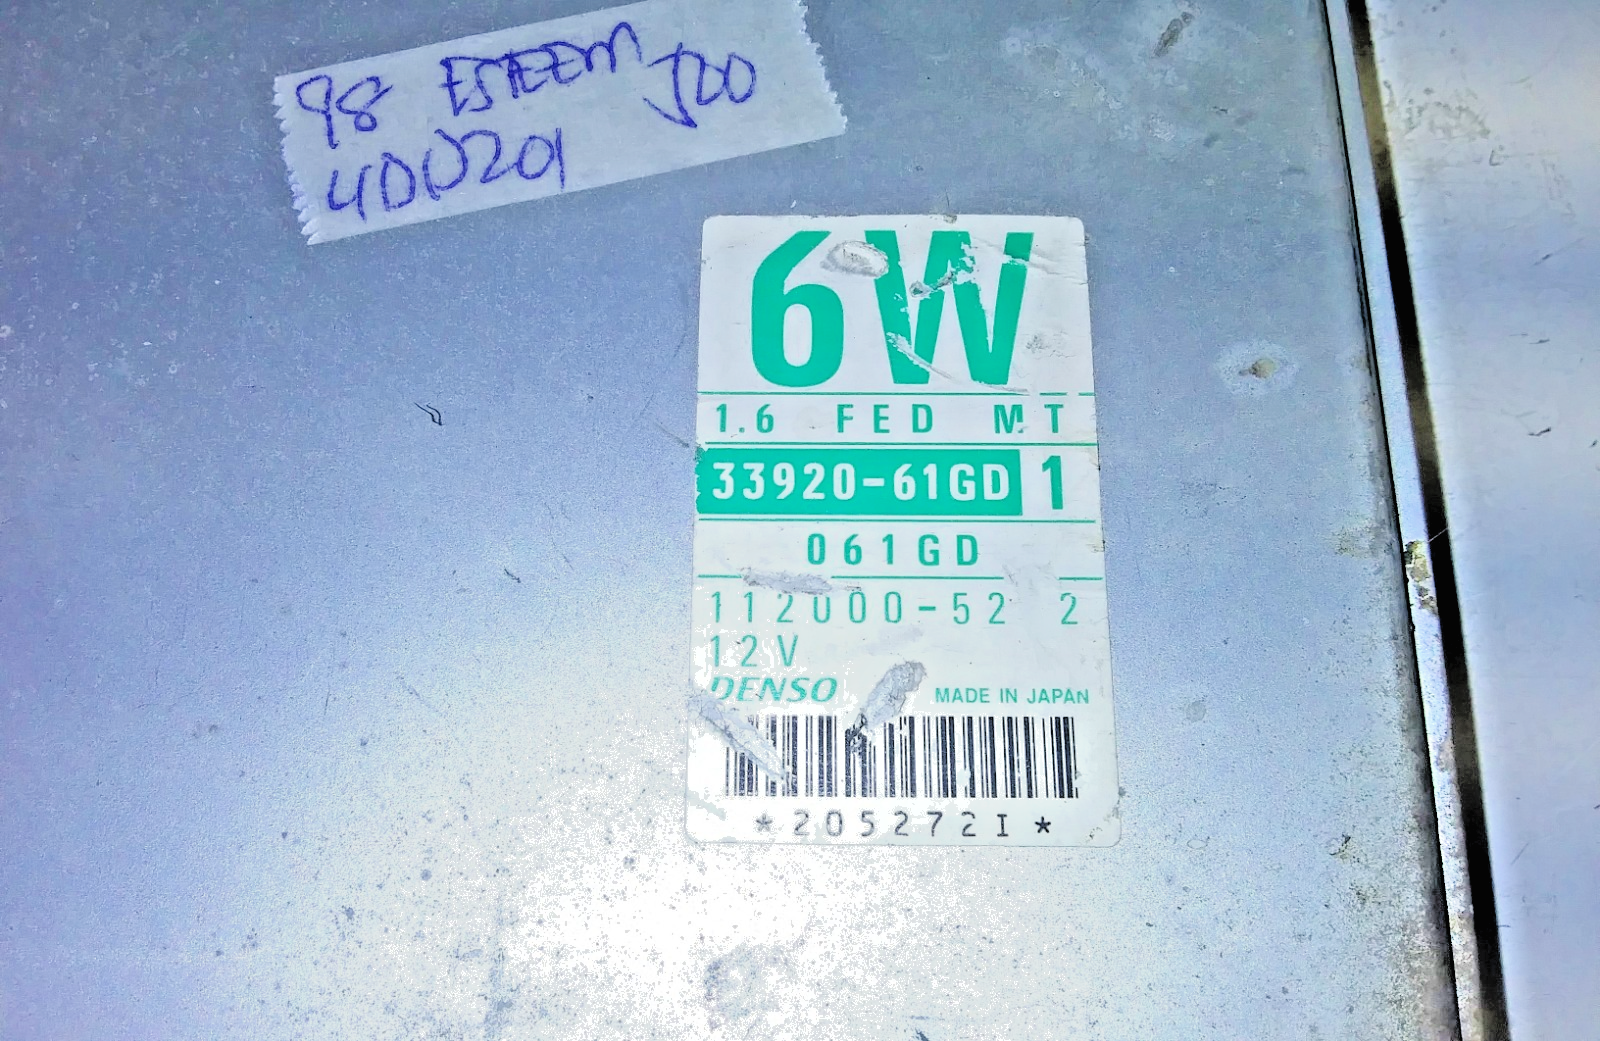 98 ESTEEM J20
4DU201
6W
1.6 FED MT
33920-61GD 1
061GD
112000-52 2
12V
DENSO MADE IN JAPAN
*205272I*